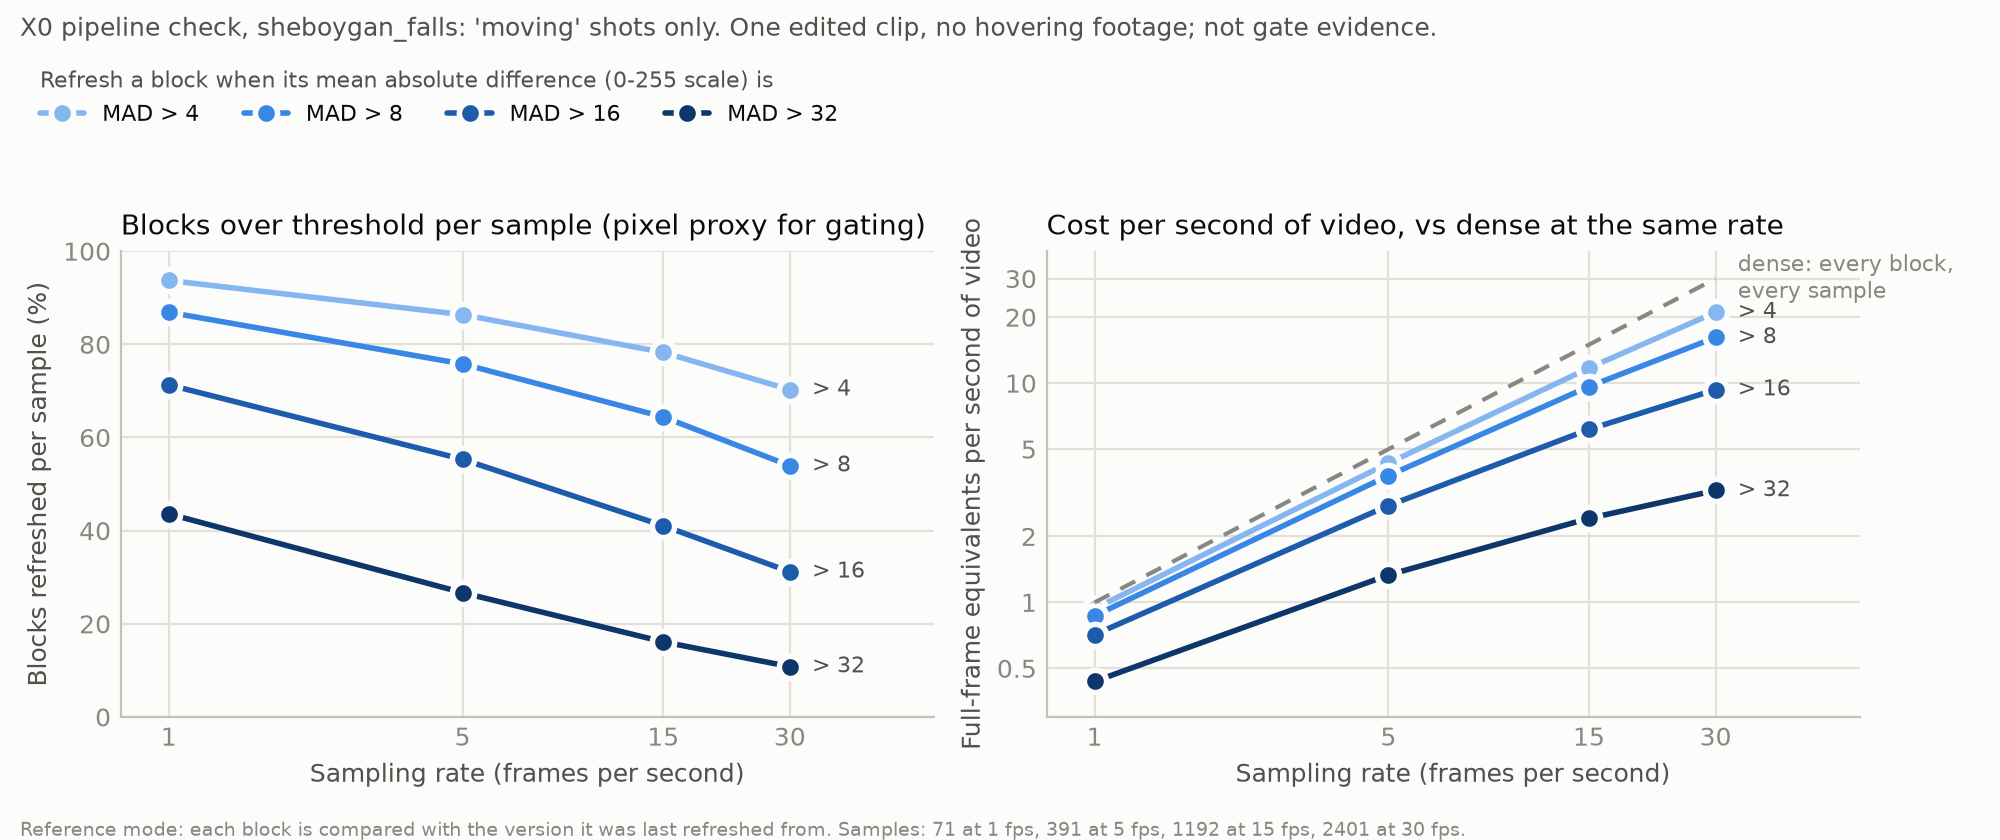 X0 pipeline check, sheboygan_falls: 'moving' shots only. One edited clip, no hovering footage; not gate evidence.
Refresh a block when its mean absolute difference (0-255 scale) is
MAD > 4
MAD > 8
MAD > 16
MAD > 32
Blocks over threshold per sample (pixel proxy for gating)
Blocks refreshed per sample (%)
100
80
60
40
20
0
> 4
> 8
> 16
> 32
1
5
15
30
Sampling rate (frames per second)
Cost per second of video, vs dense at the same rate
Full-frame equivalents per second of video
30
20
10
5
2
1
0.5
dense: every block,
every sample
> 4
> 8
> 16
> 32
1
5
15
30
Sampling rate (frames per second)
Reference mode: each block is compared with the version it was last refreshed from. Samples: 71 at 1 fps, 391 at 5 fps, 1192 at 15 fps, 2401 at 30 fps.